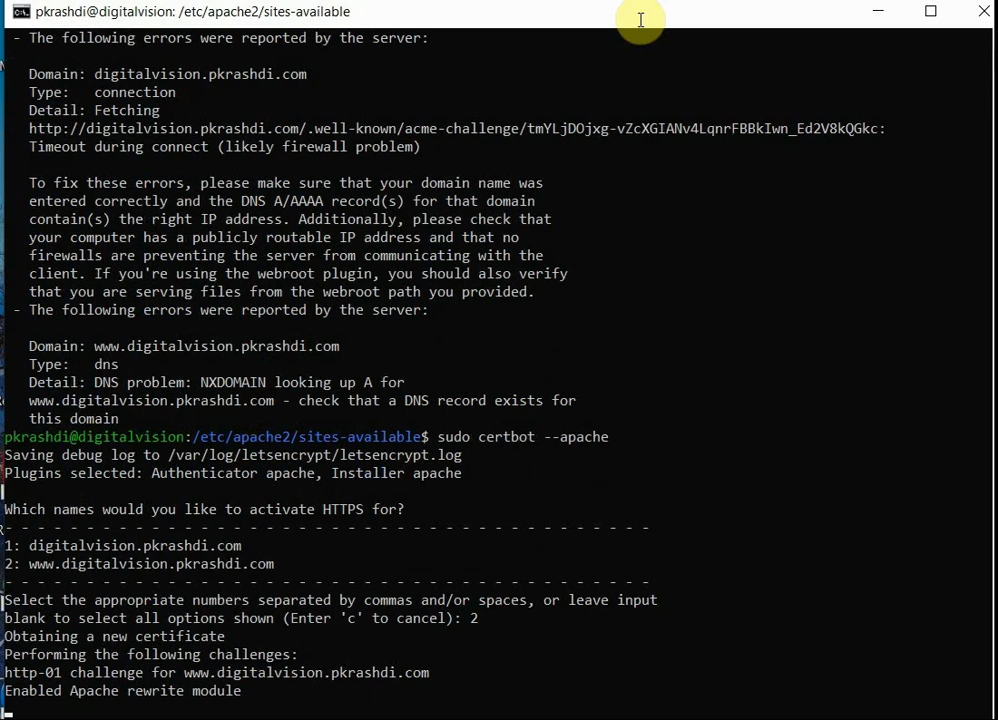 pkrashdi@digitalvision: /etc/apache2/sites-available
- The following errors were reported by the server:
Domain: digitalvision.pkrashdi.com
Type:   connection
Detail: Fetching
http://digitalvision.pkrashdi.com/.well-known/acme-challenge/tmYLjDOjxg-vZcXGIANv4LqnrFBBkIwn_Ed2V8kQGkc:
Timeout during connect (likely firewall problem)
To fix these errors, please make sure that your domain name was
entered correctly and the DNS A/AAAA record(s) for that domain
contain(s) the right IP address. Additionally, please check that
your computer has a publicly routable IP address and that no
firewalls are preventing the server from communicating with the
client. If you're using the webroot plugin, you should also verify
that you are serving files from the webroot path you provided.
- The following errors were reported by the server:
Domain: www.digitalvision.pkrashdi.com
Type:   dns
Detail: DNS problem: NXDOMAIN looking up A for
www.digitalvision.pkrashdi.com - check that a DNS record exists for
this domain
pkrashdi@digitalvision:/etc/apache2/sites-available$ sudo certbot --apache
Saving debug log to /var/log/letsencrypt/letsencrypt.log
Plugins selected: Authenticator apache, Installer apache
Which names would you like to activate HTTPS for?
- - - - - - - - - - - - - - - - - - - - - - - - - - - - - - - - - - - - - - - -
1: digitalvision.pkrashdi.com
2: www.digitalvision.pkrashdi.com
- - - - - - - - - - - - - - - - - - - - - - - - - - - - - - - - - - - - - - - -
Select the appropriate numbers separated by commas and/or spaces, or leave input
blank to select all options shown (Enter 'c' to cancel): 2
Obtaining a new certificate
Performing the following challenges:
http-01 challenge for www.digitalvision.pkrashdi.com
Enabled Apache rewrite module